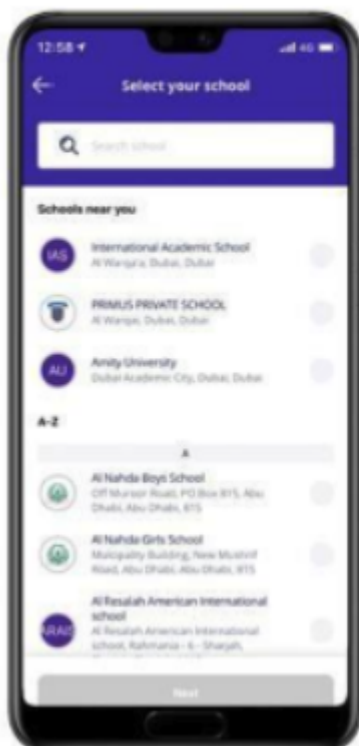 12:58
4G
Select your school
Search school
Schools near you
IAS
International Academic School
Al Warqa'a, Dubai, Dubai
PRIMUS PRIVATE SCHOOL
Al Warqa, Dubai, Dubai
AU
Amity University
Dubai Academic City, Dubai, Dubai
A-Z
A
Al Nahda Boys School
Off Muroor Road, PO Box 815, Abu
Dhabi, Abu Dhabi, 815
Al Nahda Girls School
Municipality Building, New Mushrif
Road, Abu Dhabi, Abu Dhabi, 815
ARAIS
Al Resalah American International
school
Al Resalah American International
school, Rahmania - 6 - Sharjah,
Next